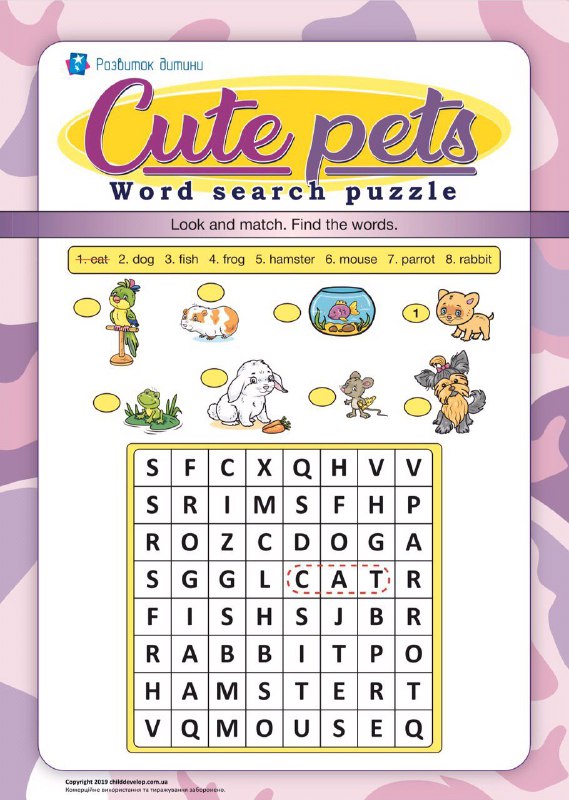 Розвиток дитини
Cute pets
Word search puzzle
Look and match. Find the words.
1. cat 2. dog 3. fish 4. frog 5. hamster 6. mouse 7. parrot 8. rabbit
1
S F C X Q H V V
S R I M S F H P
R O Z C D O G A
S G G L C A T R
F I S H S J B R
R A B B I T P O
H A M S T E R T
V Q M O U S E Q
Copyright 2019 childdevelop.com.ua
Комерційне використання та тиражування заборонено.